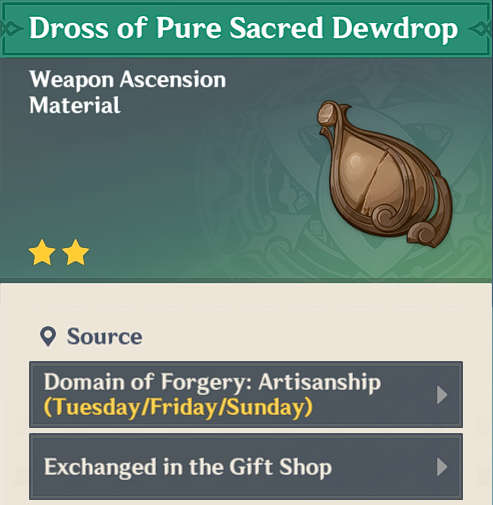 Dross of Pure Sacred Dewdrop
Weapon Ascension
Material
Source
Domain of Forgery: Artisanship
(Tuesday/Friday/Sunday)
Exchanged in the Gift Shop